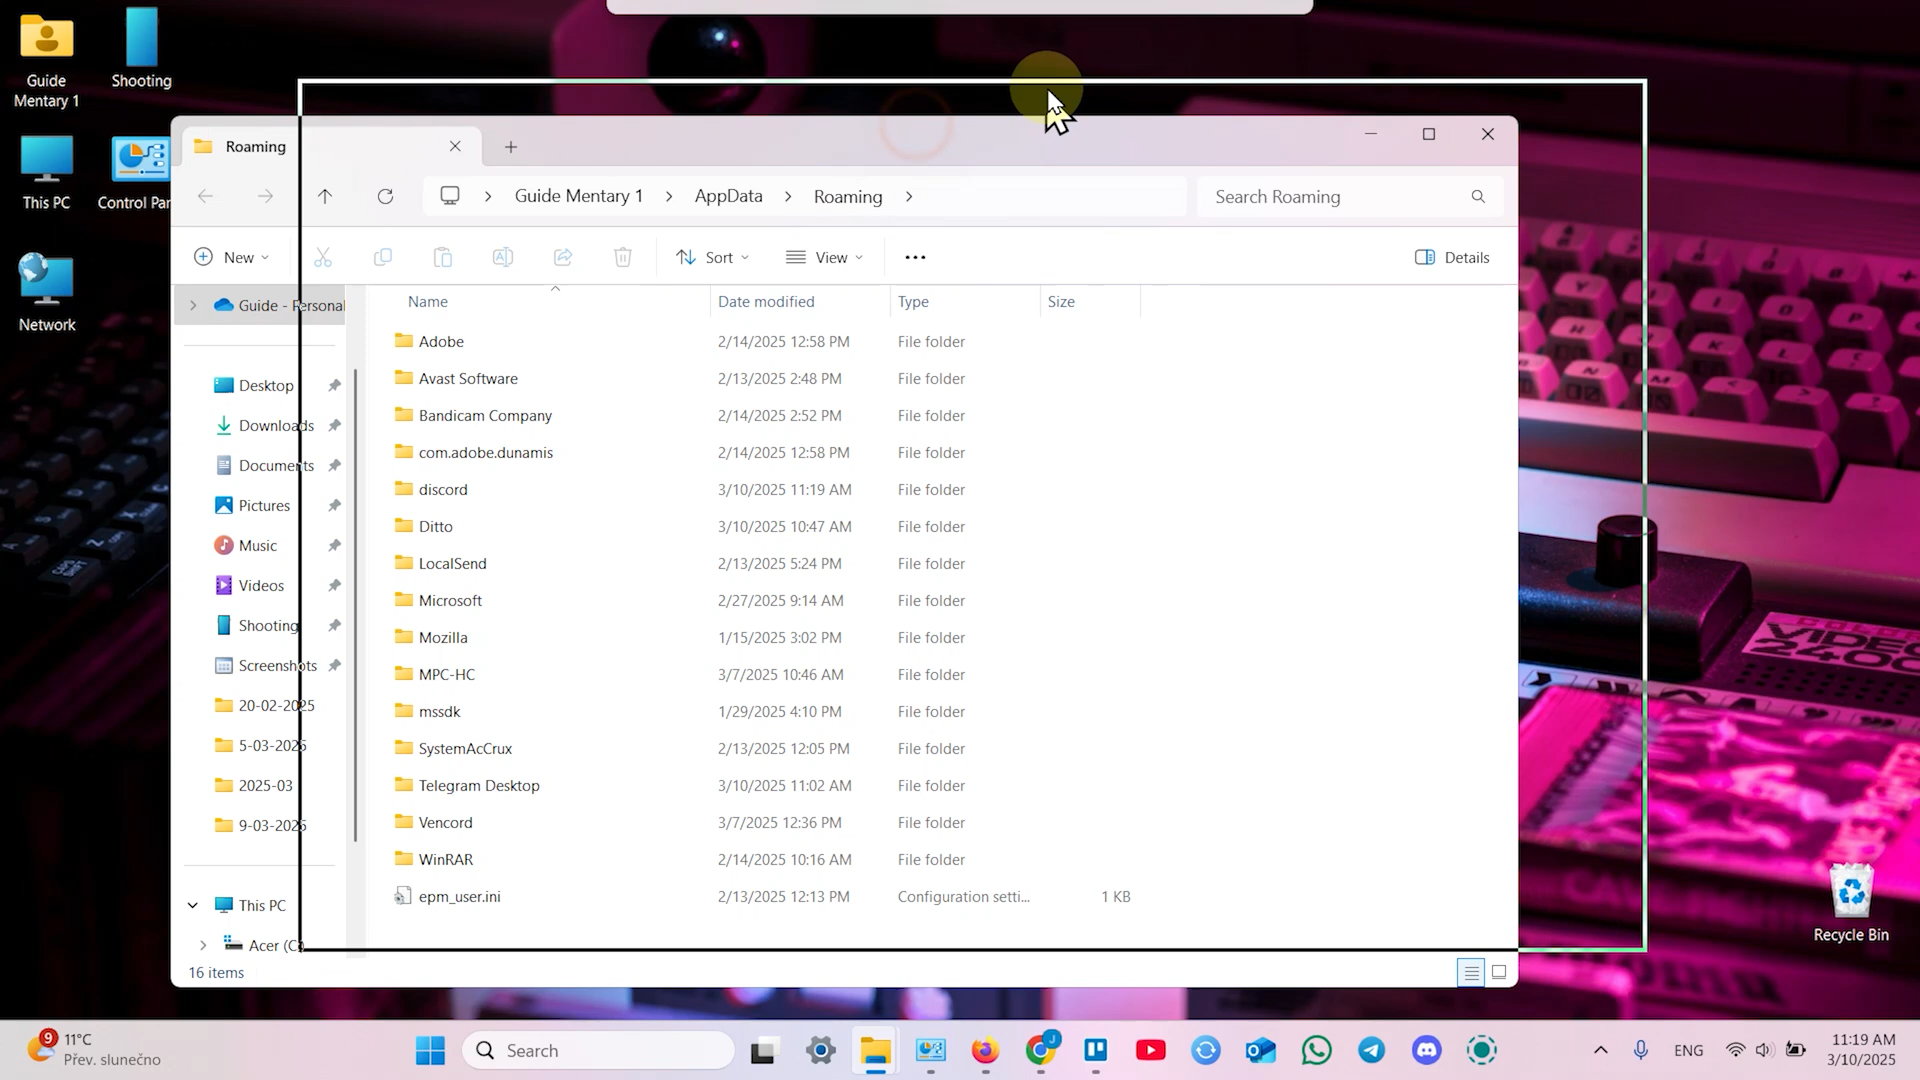 Guide
Mentary 1
Shooting
This PC
Control Par
Network
Roaming
Guide Mentary 1
AppData
Roaming
Search Roaming
New
Sort
View
Details
Name
Date modified
Type
Size
Guide - Personal
Desktop
Downloads
Documents
Pictures
Music
Videos
Shooting
Screenshots
20-02-2025
5-03-2025
2025-03
9-03-2025
This PC
Acer (C:
Adobe 2/14/2025 12:58 PM File folder
Avast Software 2/13/2025 2:48 PM File folder
Bandicam Company 2/14/2025 2:52 PM File folder
com.adobe.dunamis 2/14/2025 12:58 PM File folder
discord 3/10/2025 11:19 AM File folder
Ditto 3/10/2025 10:47 AM File folder
LocalSend 2/13/2025 5:24 PM File folder
Microsoft 2/27/2025 9:14 AM File folder
Mozilla 1/15/2025 3:02 PM File folder
MPC-HC 3/7/2025 10:46 AM File folder
mssdk 1/29/2025 4:10 PM File folder
SystemAcCrux 2/13/2025 12:05 PM File folder
Telegram Desktop 3/10/2025 11:02 AM File folder
Vencord 3/7/2025 12:36 PM File folder
WinRAR 2/14/2025 10:16 AM File folder
epm_user.ini 2/13/2025 12:13 PM Configuration setti... 1 KB
16 items
VIDEO
2400
Recycle Bin
9
11°C
Přev. slunečno
Search
J
ENG
11:19 AM
3/10/2025